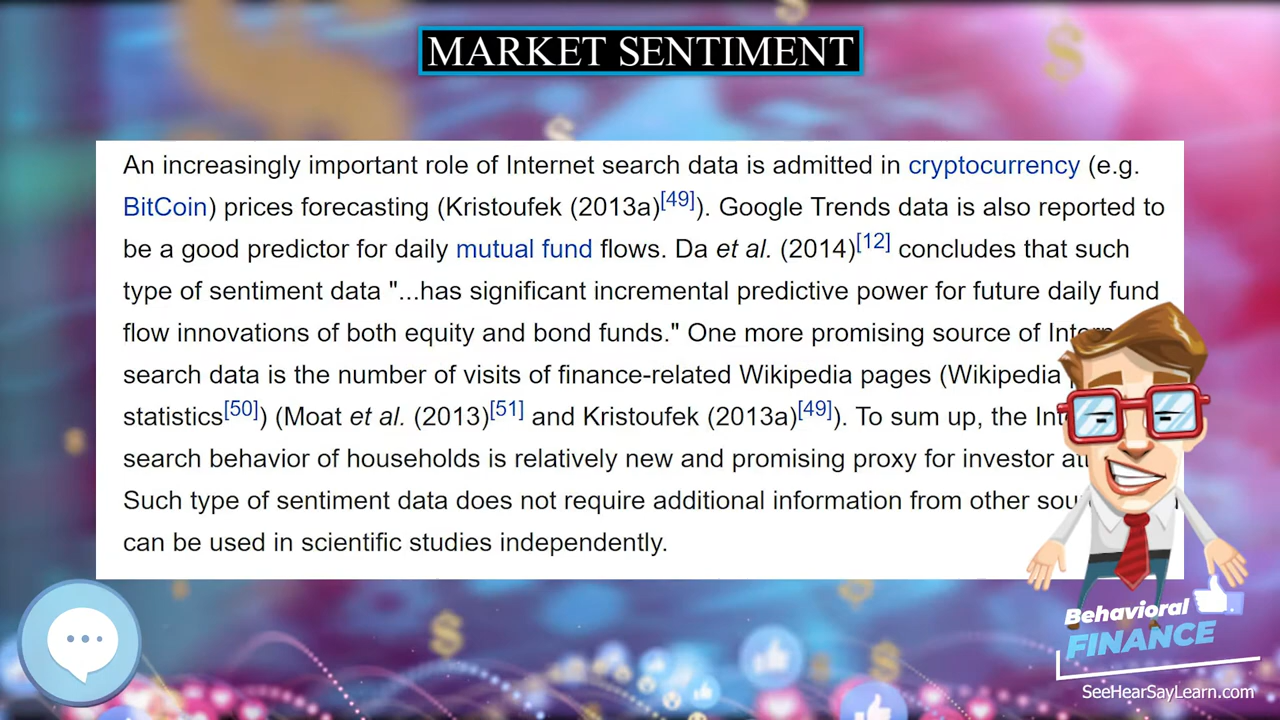 MARKET SENTIMENT
An increasingly important role of Internet search data is admitted in cryptocurrency (e.g.
BitCoin) prices forecasting (Kristoufek (2013a)[49]). Google Trends data is also reported to
be a good predictor for daily mutual fund flows. Da et al. (2014)[12] concludes that such
type of sentiment data "...has significant incremental predictive power for future daily fund
flow innovations of both equity and bond funds." One more promising source of
search data is the number of visits of finance-related Wikipedia pages (Wikipedia
statistics[50]) (Moat et al. (2013)[51] and Kristoufek (2013a)[49]). To sum up, the
search behavior of households is relatively new and promising proxy for investor
Such type of sentiment data does not require additional information from other
can be used in scientific studies independently.
Behavioral
FINANCE
SeeHearSayLearn.com